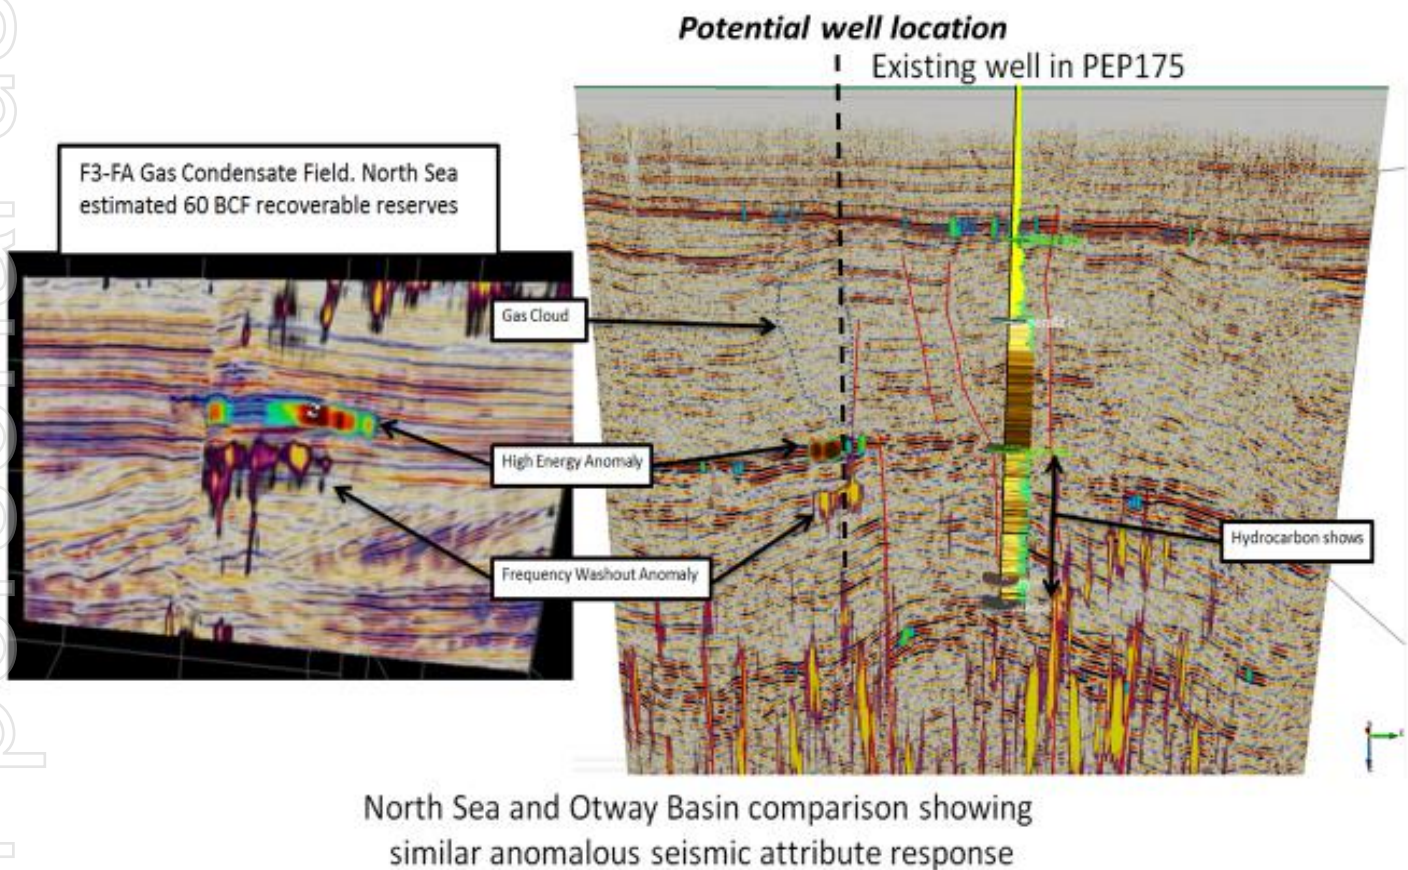 Potential well location
Existing well in PEP175
F3-FA Gas Condensate Field. North Sea
estimated 60 BCF recoverable reserves
Gas Cloud
High Energy Anomaly
Frequency Washout Anomaly
Hydrocarbon shows
North Sea and Otway Basin comparison showing
similar anomalous seismic attribute response